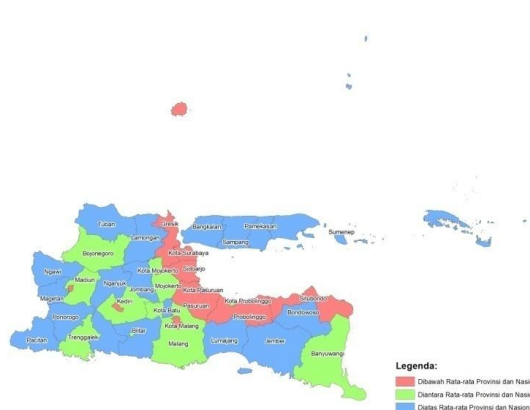 Tuban
Gresik
Lamongan
Bangkalan
Pamekasan
Sampang
Sumenep
Bojonegoro
Kota Surabaya
Sidoarjo
Ngawi
Madiun
Nganjuk
Kota Mojokerto
Mojokerto
Jombang
Magetan
Kediri
Kota Pasuruan
Pasuruan
Kota Probolinggo
Probolinggo
Situbondo
Bondowoso
Ponorogo
Kota Batu
Kota Malang
Pacitan
Trenggalek
Blitar
Malang
Lumajang
Jember
Banyuwangi
Legenda:
Dibawah Rata-rata Provinsi dan Nasi
Diantara Rata-rata Provinsi dan Nasi
Diatas Rata-rata Provinsi dan Nasion